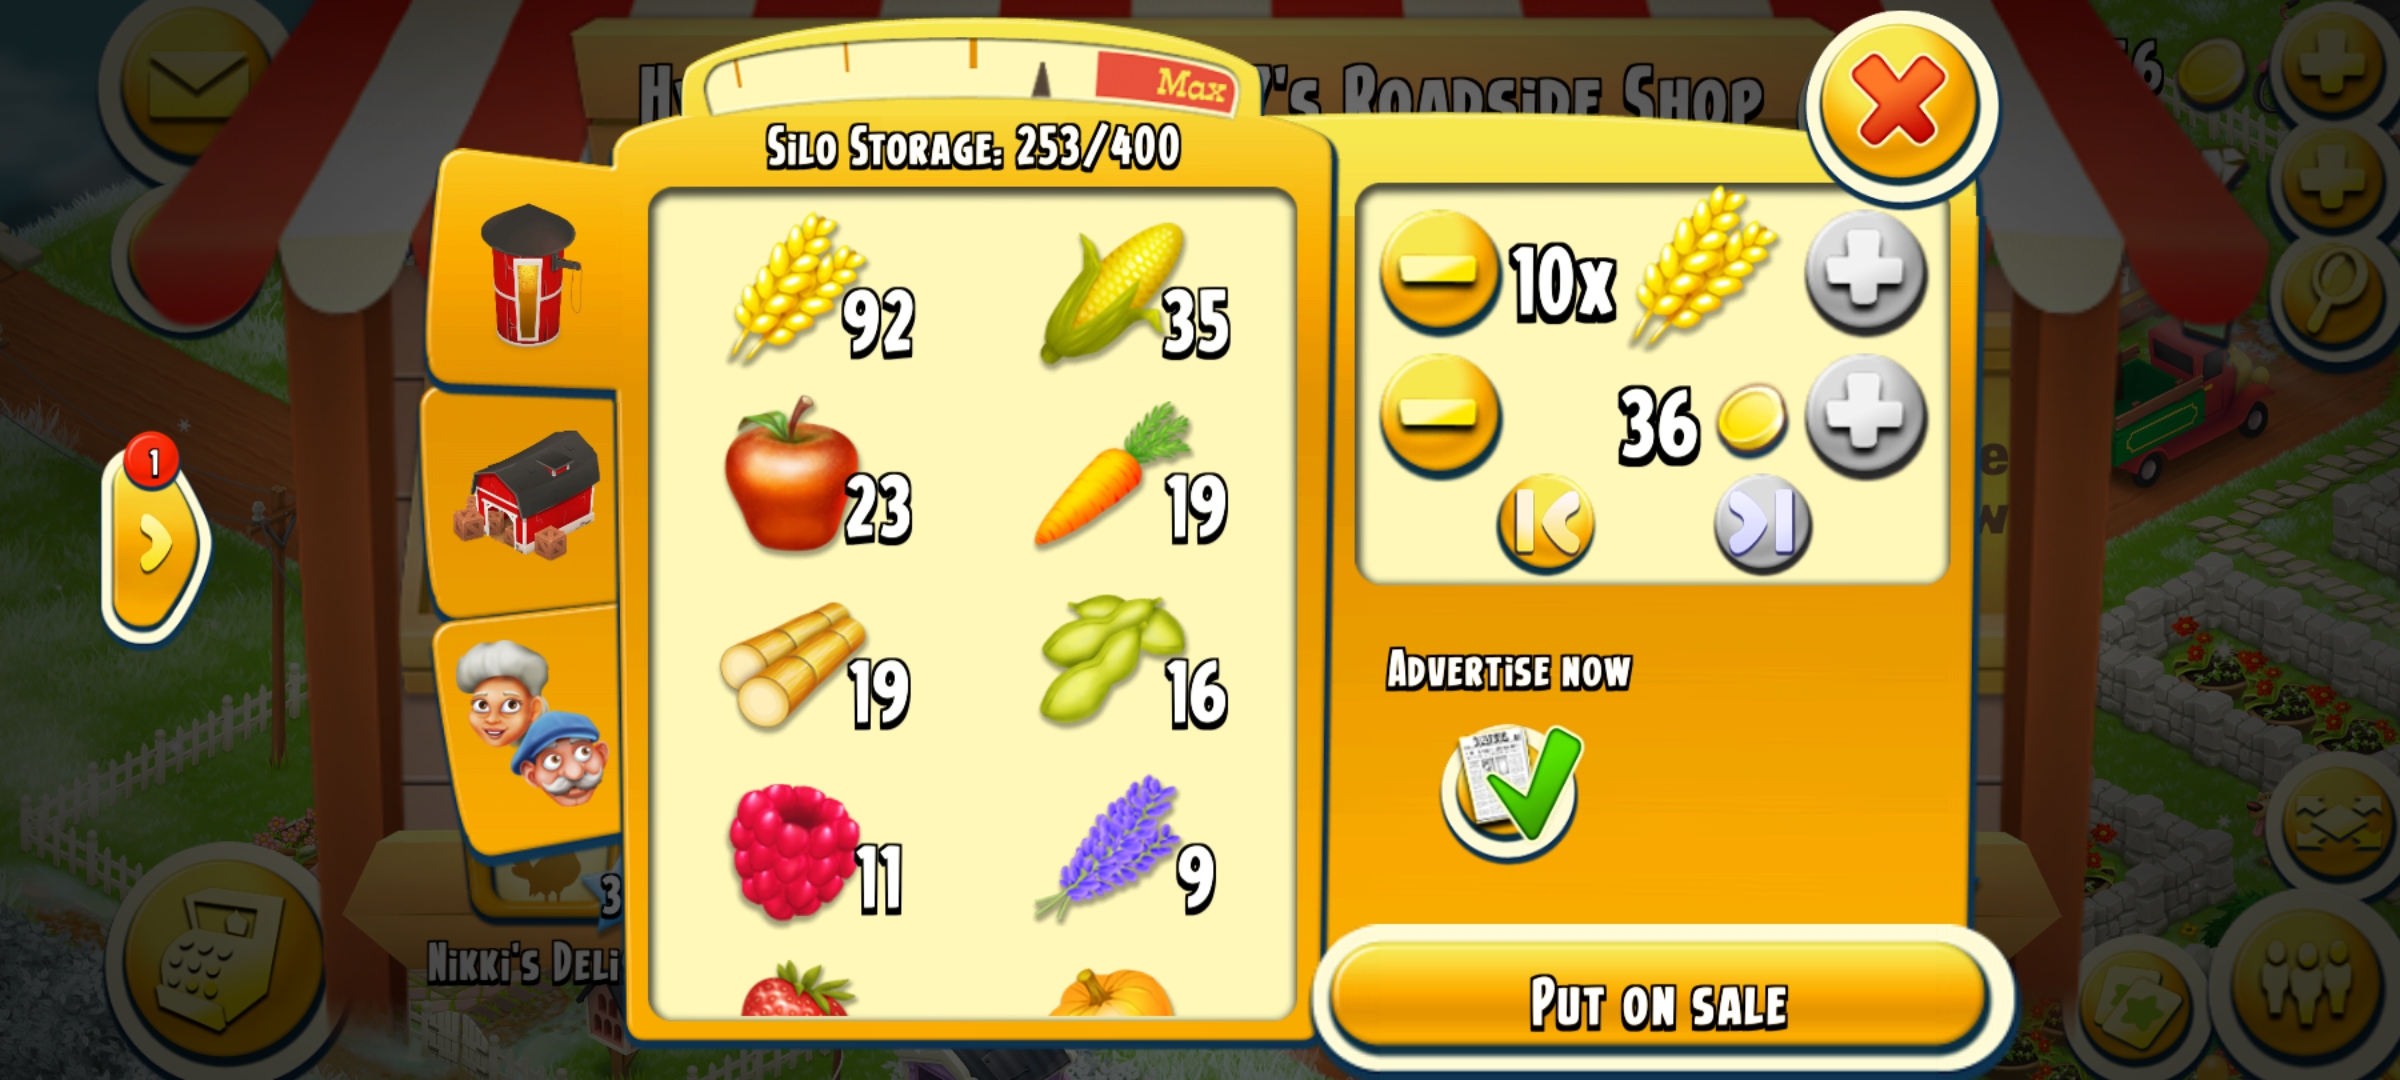 'S ROADSIDE SHOP
Max
SILO STORAGE: 253/400
92
35
10x
36
23
19
1
19
16
ADVERTISE NOW
11
9
3
NIKKI'S DELI
PUT ON SALE